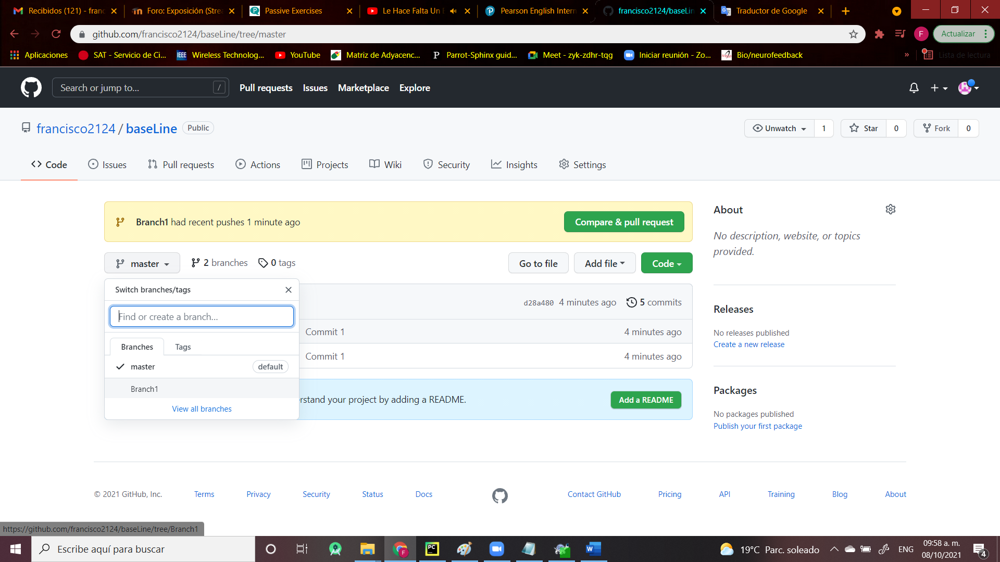 Recibidos (121) - franc
Foro: Exposición (Strea
Passive Exercises
Le Hace Falta Un
Pearson English Intern
francisco2124/baseLin
Traductor de Google
github.com/francisco2124/baseLine/tree/master
F
Actualizar
Aplicaciones
SAT - Servicio de Ci...
IEEE
Wireless Technolog...
YouTube
Matriz de Adyacenc...
P
Parrot-Sphinx guid...
Meet - zyk-zdhr-tqg
Iniciar reunión - Zo...
Bio/neurofeedback
»
Lista de lectura
Search or jump to...
/
Pull requests
Issues
Marketplace
Explore
francisco2124 / baseLine
Public
Unwatch 1
Star 0
Fork 0
Code
Issues
Pull requests
Actions
Projects
Wiki
Security
Insights
Settings
Branch1 had recent pushes 1 minute ago
Compare & pull request
About
No description, website, or topics
provided.
master
2 branches
0 tags
Go to file
Add file
Code
Switch branches/tags
Find or create a branch...
Branches
Tags
master
default
Branch1
View all branches
d28a480 4 minutes ago
5 commits
Commit 1
4 minutes ago
Commit 1
4 minutes ago
rstand your project by adding a README.
Add a README
Releases
No releases published
Create a new release
Packages
No packages published
Publish your first package
© 2021 GitHub, Inc.
Terms
Privacy
Security
Status
Docs
Contact GitHub
Pricing
API
Training
Blog
About
https://github.com/francisco2124/baseLine/tree/Branch1
Escribe aquí para buscar
F
PC
W
19°C Parc. soleado
ENG
09:58 a. m.
08/10/2021
4